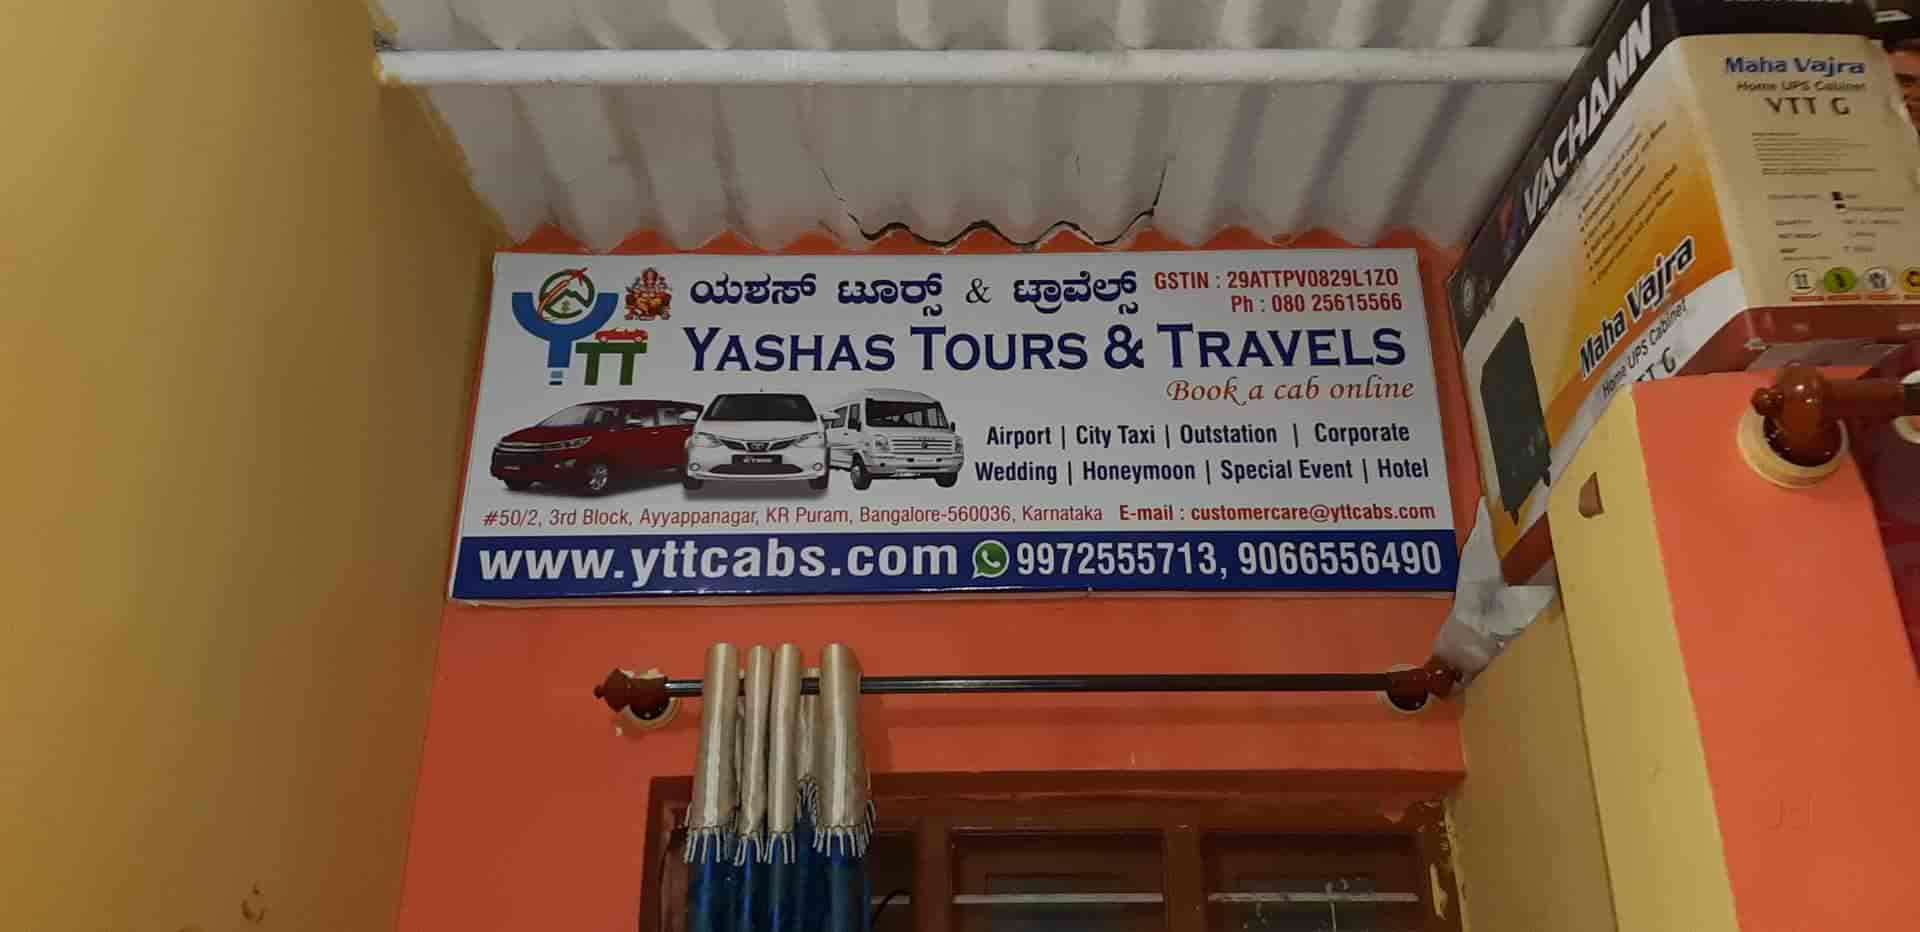 ಯಶಸ್ ಟೂರ್ಸ್ & ಟ್ರಾವೆಲ್ಸ್
GSTIN : 29ATTPV0829L1ZO
Ph : 080 25615566
YTT
YASHAS TOURS & TRAVELS
Book a cab online
Airport | City Taxi | Outstation | Corporate
Wedding | Honeymoon | Special Event | Hotel
#50/2, 3rd Block, Ayyappanagar, KR Puram, Bangalore-560036, Karnataka E-mail : customercare@yttcabs.com
www.yttcabs.com 9972555713, 9066556490
VACHANN
Maha Vajra
Home UPS Cabinet
VTT G
Maha Vajra
Home UPS Cabinet
TT G